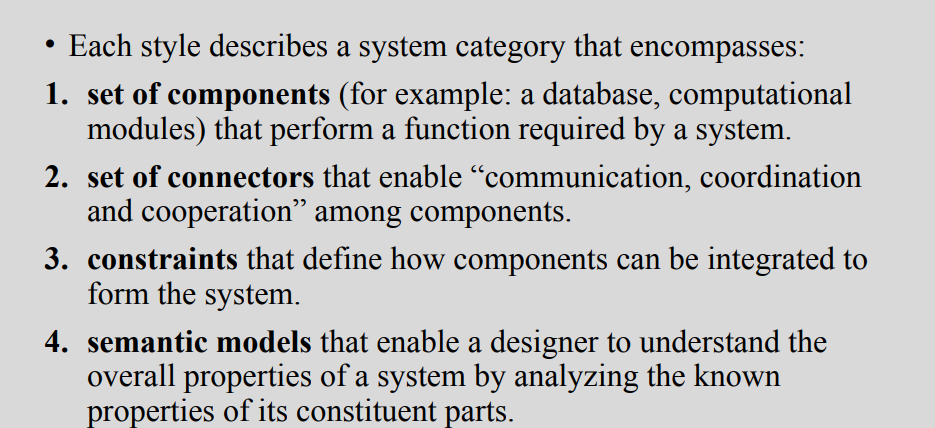 • Each style describes a system category that encompasses:
1. set of components (for example: a database, computational
modules) that perform a function required by a system.
2. set of connectors that enable “communication, coordination
and cooperation” among components.
3. constraints that define how components can be integrated to
form the system.
4. semantic models that enable a designer to understand the
overall properties of a system by analyzing the known
properties of its constituent parts.